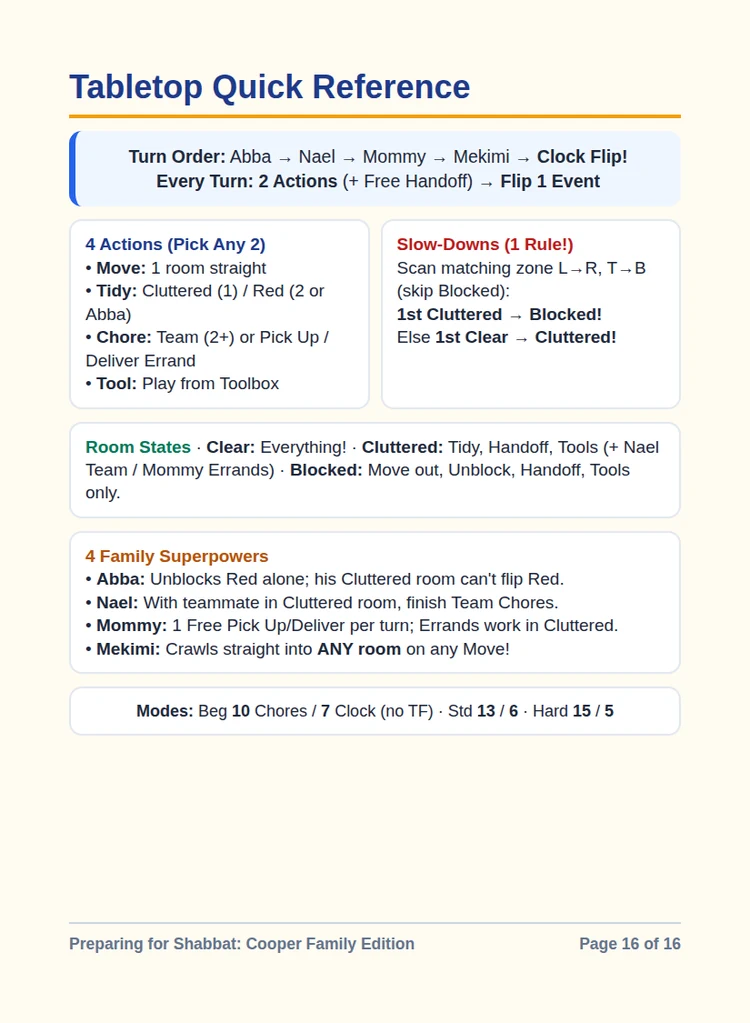 Tabletop Quick Reference
Turn Order: Abba → Nael → Mommy → Mekimi → Clock Flip!
Every Turn: 2 Actions (+ Free Handoff) → Flip 1 Event
4 Actions (Pick Any 2)
• Move: 1 room straight
• Tidy: Cluttered (1) / Red (2 or
Abba)
• Chore: Team (2+) or Pick Up /
Deliver Errand
• Tool: Play from Toolbox
Slow-Downs (1 Rule!)
Scan matching zone L→R, T→B
(skip Blocked):
1st Cluttered → Blocked!
Else 1st Clear → Cluttered!
Room States · Clear: Everything! · Cluttered: Tidy, Handoff, Tools (+ Nael
Team / Mommy Errands) · Blocked: Move out, Unblock, Handoff, Tools
only.
4 Family Superpowers
• Abba: Unblocks Red alone; his Cluttered room can't flip Red.
• Nael: With teammate in Cluttered room, finish Team Chores.
• Mommy: 1 Free Pick Up/Deliver per turn; Errands work in Cluttered.
• Mekimi: Crawls straight into ANY room on any Move!
Modes: Beg 10 Chores / 7 Clock (no TF) · Std 13 / 6 · Hard 15 / 5
Preparing for Shabbat: Cooper Family Edition
Page 16 of 16